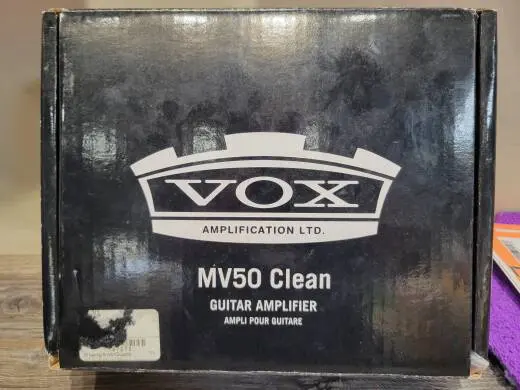 VOX
AMPLIFICATION LTD.
MV50 Clean
GUITAR AMPLIFIER
AMPLI POUR GUITARE